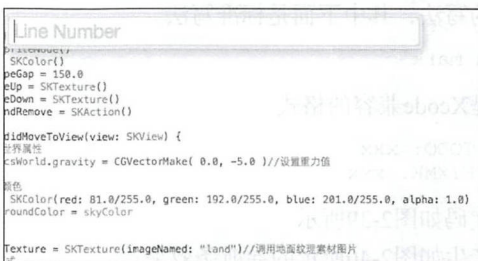 Line Number
SKColor()
peGap = 150.0
eUp = SKTexture()
eDown = SKTexture()
ndRemove = SKAction()
didMoveToView(view: SKView) {
世界属性
csWorld.gravity = CGVectorMake( 0.0, -5.0 )//设置重力值
颜色
SKColor(red: 81.0/255.0, green: 192.0/255.0, blue: 201.0/255.0, alpha: 1.0)
roundColor = skyColor
Texture = SKTexture(imageNamed: "land")//调用地面纹理素材图片